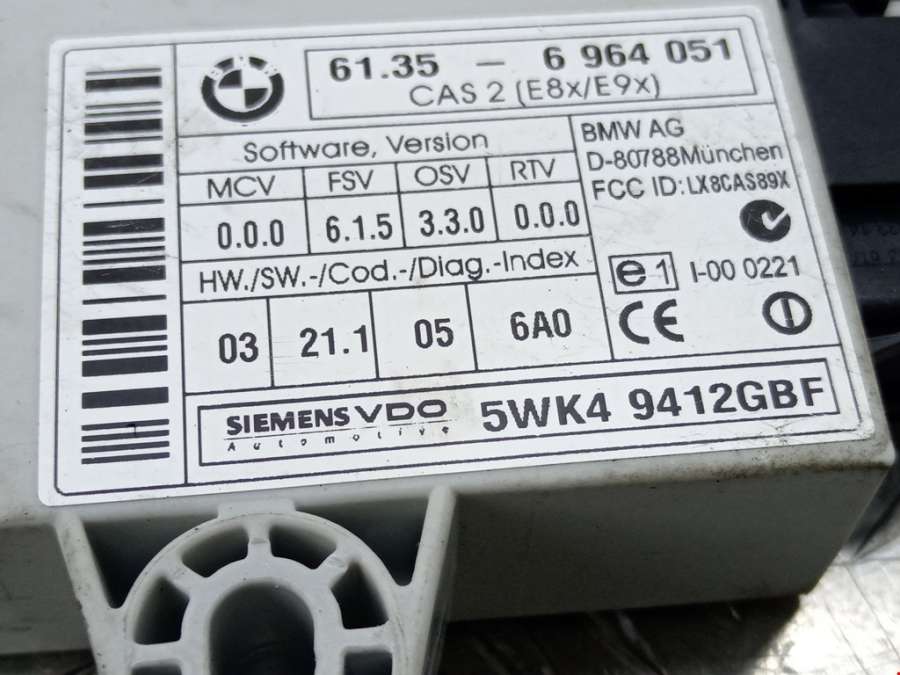 61.35 - 6 964 051
CAS 2 (E8x/E9x)
Software, Version
MCV FSV OSV RTV
0.0.0 6.1.5 3.3.0 0.0.0
HW./SW.-/Cod.-/Diag.-Index
03 21.1 05 6A0
BMW AG
D-80788München
FCC ID: LX8CAS89X
e1 I-00 0221
CE
SIEMENS VDO
Automotive
5WK4 9412GBF